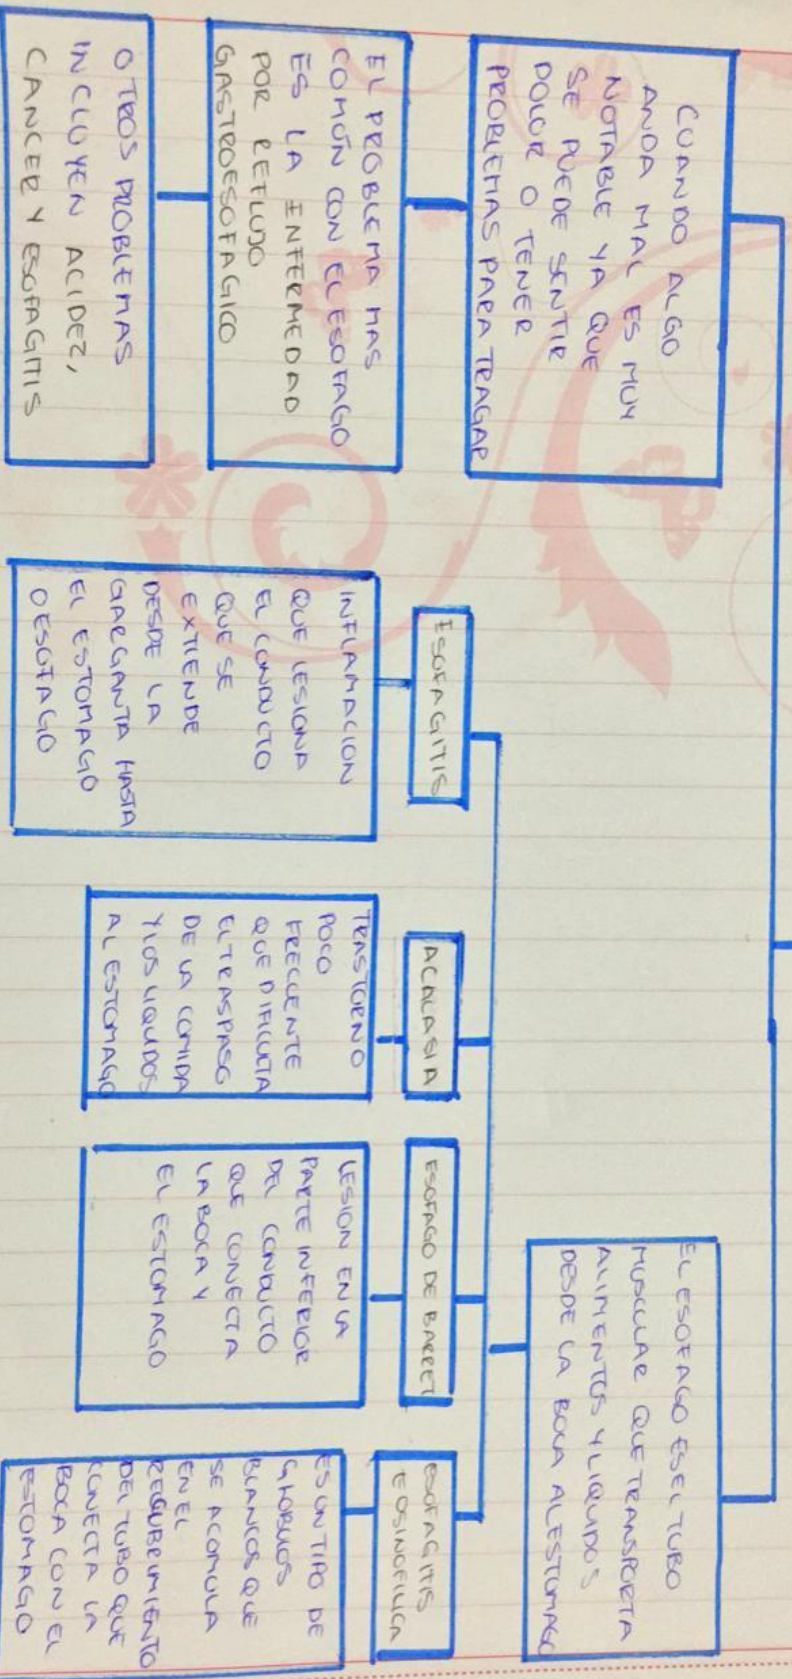 CUANDO ALGO
ANDA MAL ES MUY
NOTABLE YA QUE
SE PUEDE SENTIR
DOLOR O TENER
PROBLEMAS PARA TRAGAR
EL PROBLEMA MAS
COMÚN CON EL ESOFAGO
ES LA INFERMEDAD
POR REFLUJO
GASTROESOFAGICO
OTROS PROBLEMAS
INCLUYEN ACIDEZ,
CANCER Y ESOFAGITIS
EL ESOFAGO ES EL TUBO
MUSCULAR QUE TRANSPORTA
ALIMENTOS Y LIQUIDOS
DESDE LA BOCA AL ESTOMAGO
ESOFAGITIS
INFLAMACION
QUE LESIONA
EL CONDUCTO
QUE SE
EXTIENDE
DESDE LA
GARGANTA HASTA
EL ESTOMAGO
O ESOFAGO
ACALASIA
TRASTORNO
POCO
FRECUENTE
QUE DIFICULTA
EL TRASPASO
DE LA COMIDA
Y LOS LIQUIDOS
AL ESTOMAGO
ESOFAGO DE BARRET
LESION EN LA
PARTE INFERIOR
DEL CONDUCTO
QUE CONECTA
LA BOCA Y
EL ESTOMAGO
ESOFAGITIS
EOSINOFILICA
ES UN TIPO DE
GLOBULOS
BLANCOS QUE
SE ACOMULA
EN EL
RECUBRIMIENTO
DEL TUBO QUE
CONECTA LA
BOCA CON EL
ESTOMAGO